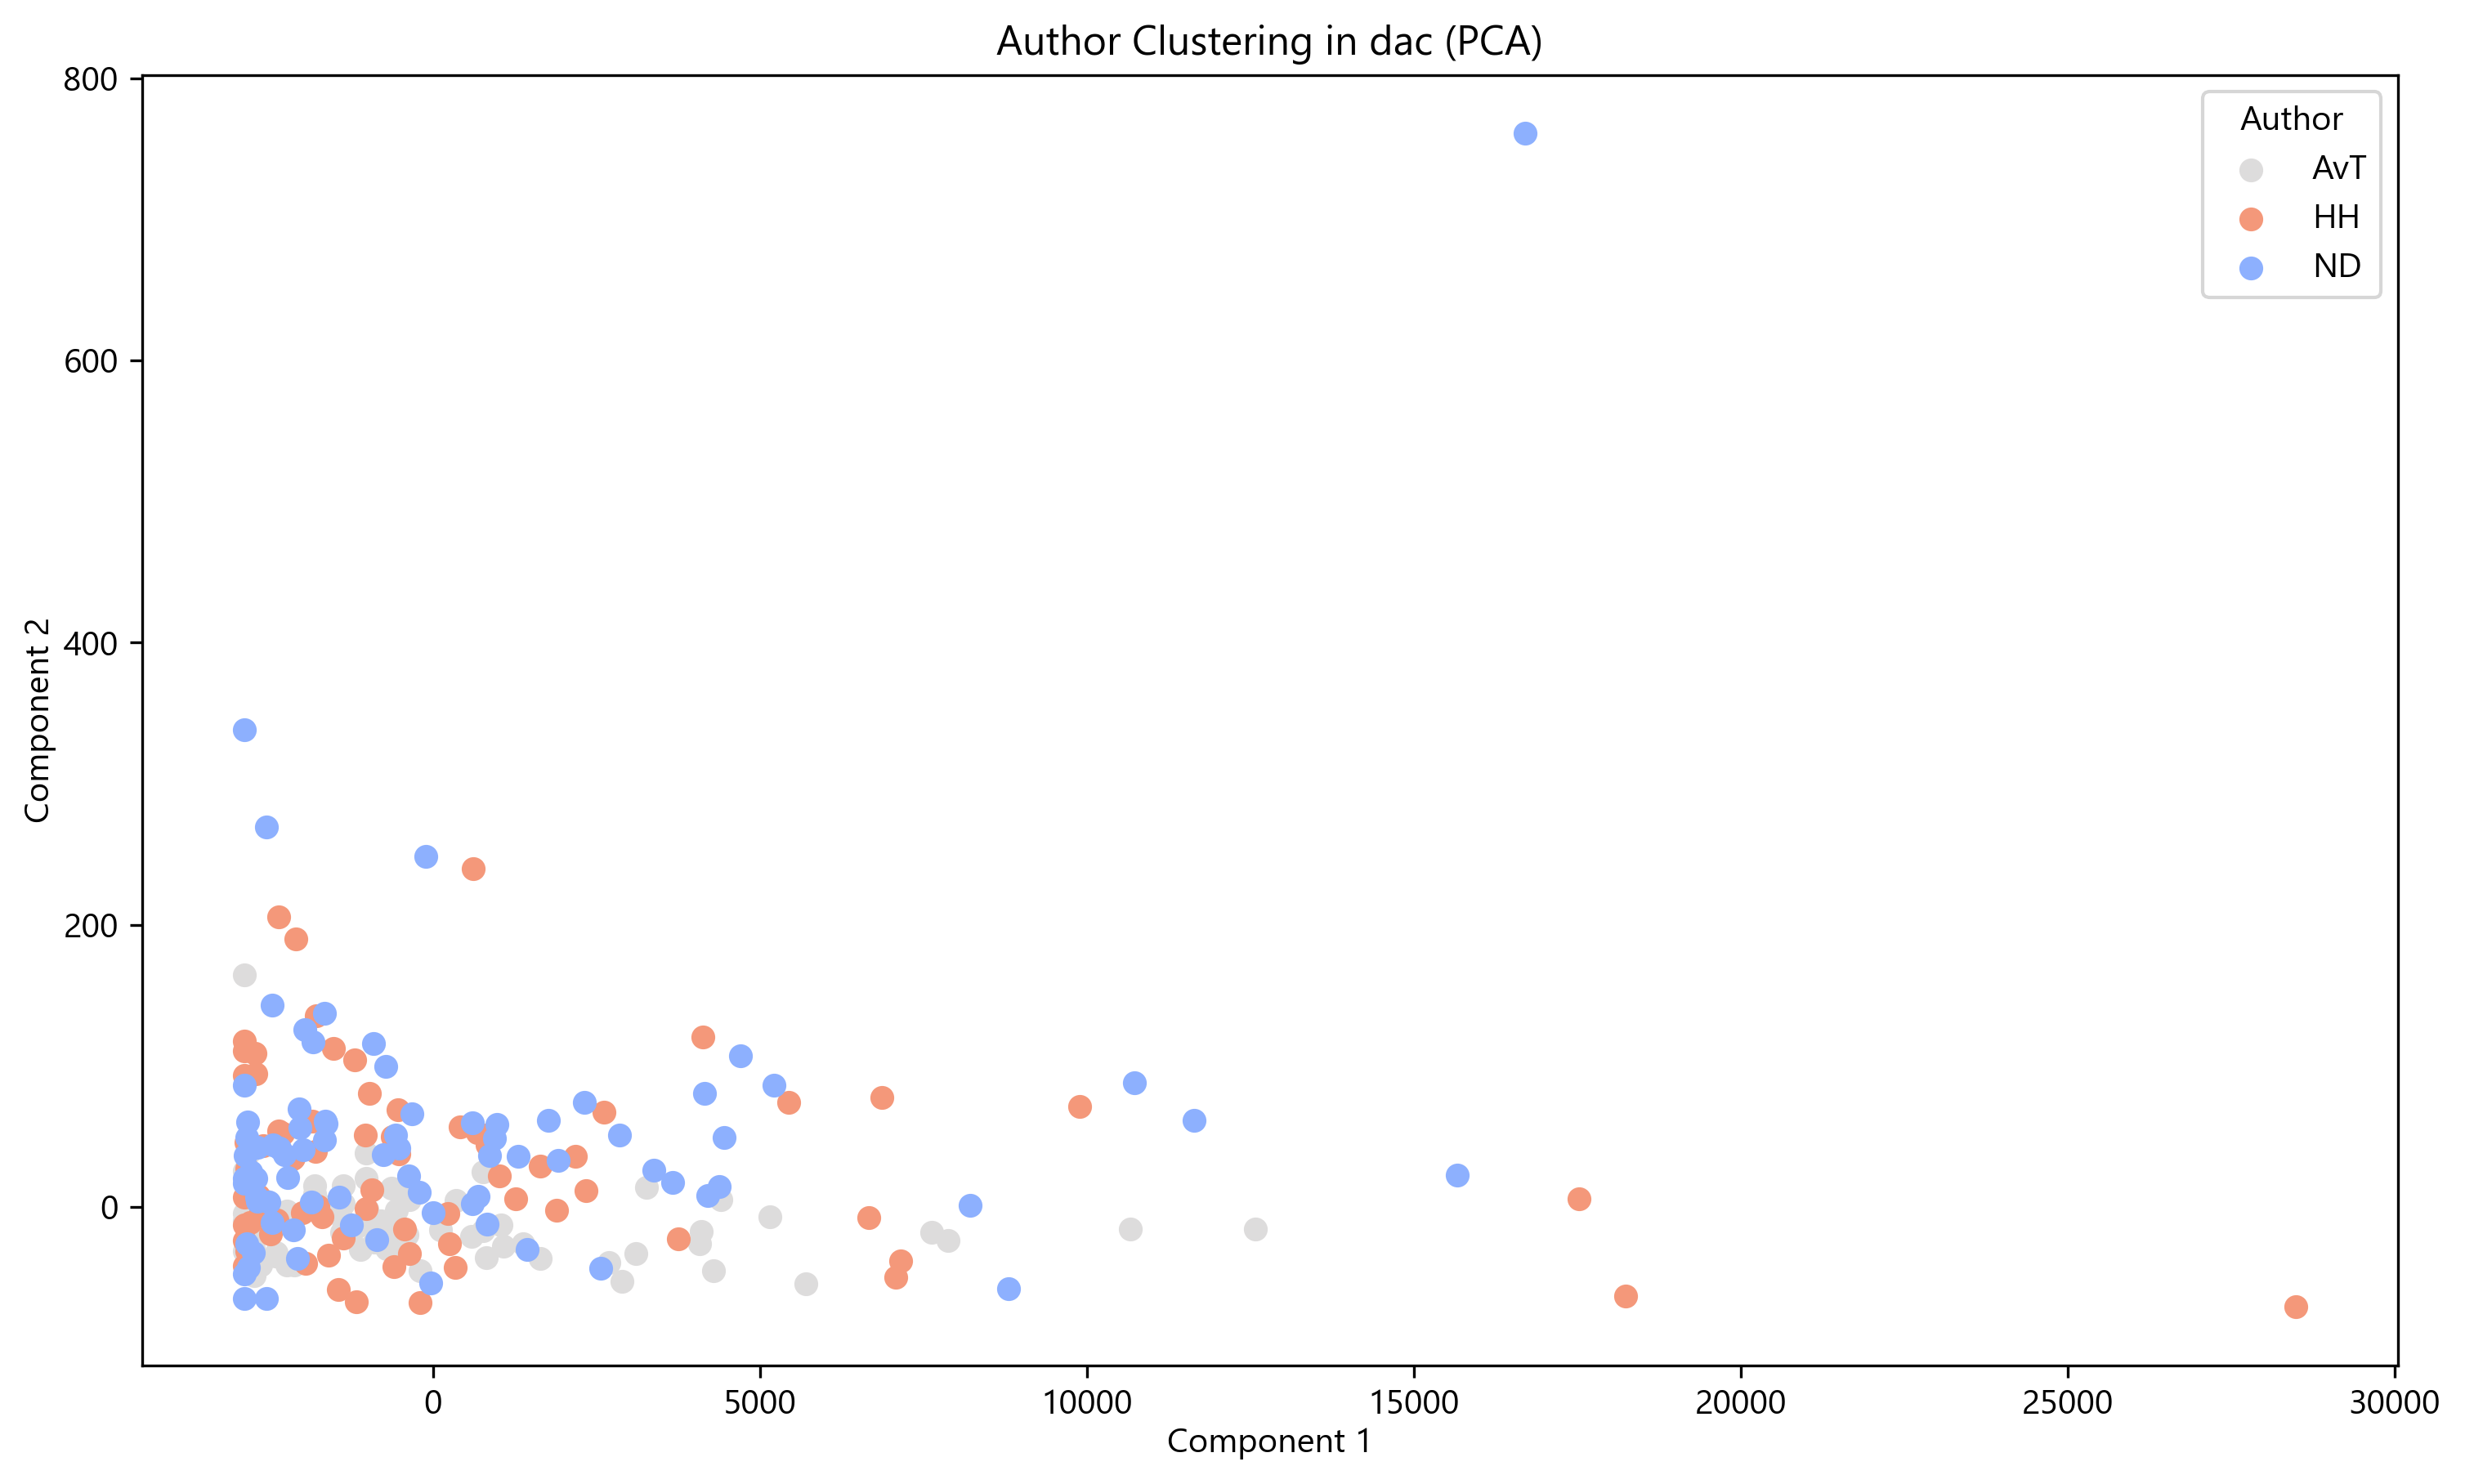 Author Clustering in dac (PCA)
Author
AvT
HH
ND
Component 2
800
600
400
200
0
0 5000 10000 15000 20000 25000 30000
Component 1